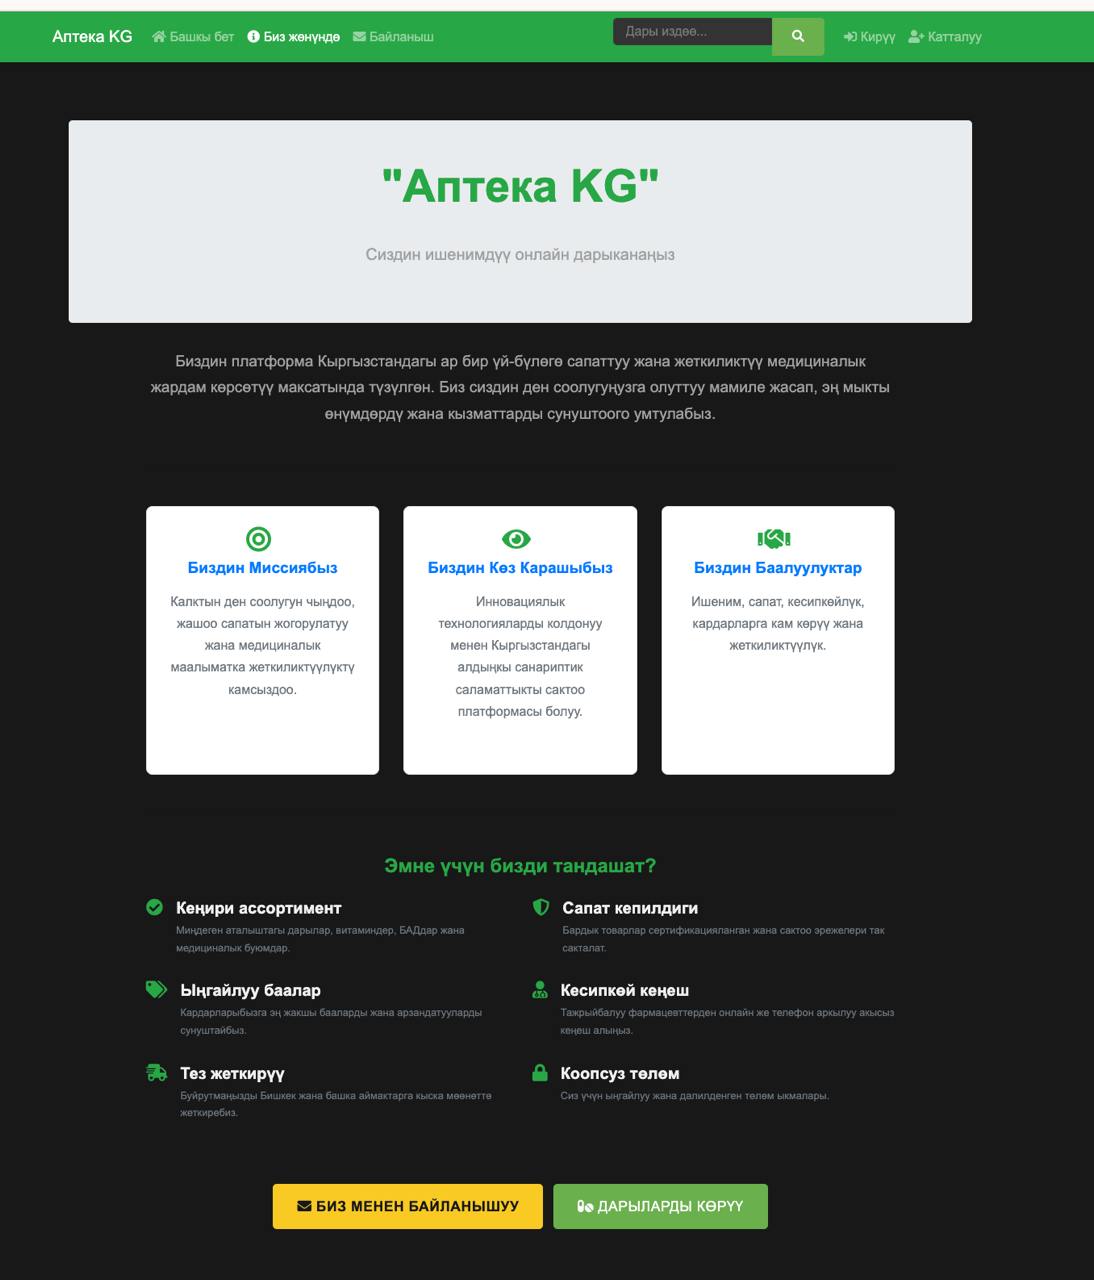 Аптека KG Башкы бет Биз жөнүндө Байланыш Дары издөө... Кирүү Катталуу
"Аптека KG"
Сиздин ишенимдүү онлайн дарыканаңыз
Биздин платформа Кыргызстандагы ар бир үй-бүлөгө сапаттуу жана жеткиликтүү медициналык
жардам көрсөтүү максатында түзүлгөн. Биз сиздин ден соолугуңузга олуттуу мамиле жасап, эң мыкты
өнүмдөрдү жана кызматтарды сунуштоого умтулабыз.
Биздин Миссиябыз
Калктын ден соолугун чыңдоо,
жашоо сапатын жогорулатуу
жана медициналык
маалыматка жеткиликтүүлүктү
камсыздоо.
Биздин Көз Карашыбыз
Инновациялык
технологияларды колдонуу
менен Кыргызстандагы
алдыңкы санариптик
саламаттыкты сактоо
платформасы болуу.
Биздин Баалуулуктар
Ишеним, сапат, кесипкөйлүк,
кардарларга кам көрүү жана
жеткиликтүүлүк.
Эмне үчүн бизди тандашат?
Кеңири ассортимент
Миңдеген аталыштагы дарылар, витаминдер, БАДдар жана
медициналык буюмдар.
Сапат кепилдиги
Бардык товарлар сертификацияланган жана сактоо эрежелери так
сакталат.
Ыңгайлуу баалар
Кардарларыбызга эң жакшы бааларды жана арзандатууларды
сунуштайбыз.
Кесипкөй кеңеш
Тажрыйбалуу фармацевттерден онлайн же телефон аркылуу акысыз
кеңеш алыңыз.
Тез жеткирүү
Буйрутмаңызды Бишкек жана башка аймактарга кыска мөөнөттө
жеткиребиз.
Коопсуз төлөм
Сиз үчүн ыңгайлуу жана далилденген төлөм ыкмалары.
БИЗ МЕНЕН БАЙЛАНЫШУУ
ДАРЫЛАРДЫ КӨРҮҮ